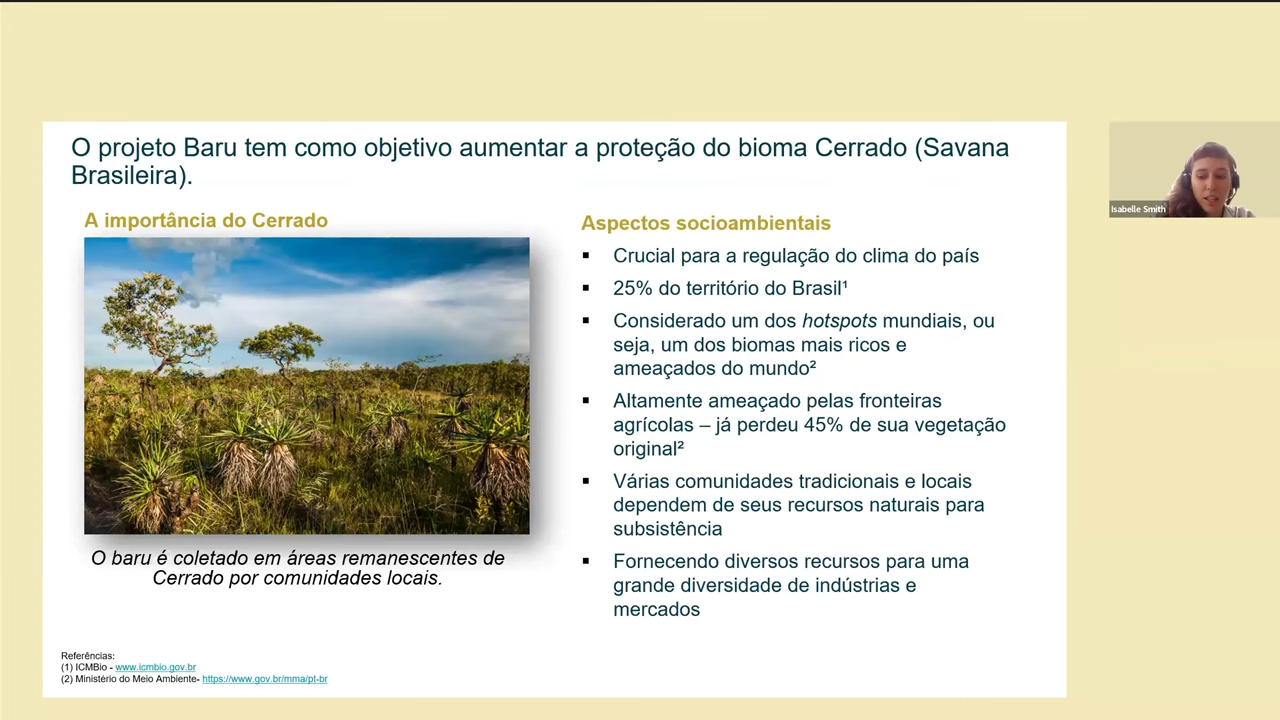 O projeto Baru tem como objetivo aumentar a proteção do bioma Cerrado (Savana
Brasileira).
A importância do Cerrado
O baru é coletado em áreas remanescentes de
Cerrado por comunidades locais.
Aspectos socioambientais
▪ Crucial para a regulação do clima do país
▪ 25% do território do Brasil¹
▪ Considerado um dos hotspots mundiais, ou
seja, um dos biomas mais ricos e
ameaçados do mundo²
▪ Altamente ameaçado pelas fronteiras
agrícolas – já perdeu 45% de sua vegetação
original²
▪ Várias comunidades tradicionais e locais
dependem de seus recursos naturais para
subsistência
▪ Fornecendo diversos recursos para uma
grande diversidade de indústrias e
mercados
Referências:
(1) ICMBio - www.icmbio.gov.br
(2) Ministério do Meio Ambiente- https://www.gov.br/mma/pt-br
Isabelle Smith